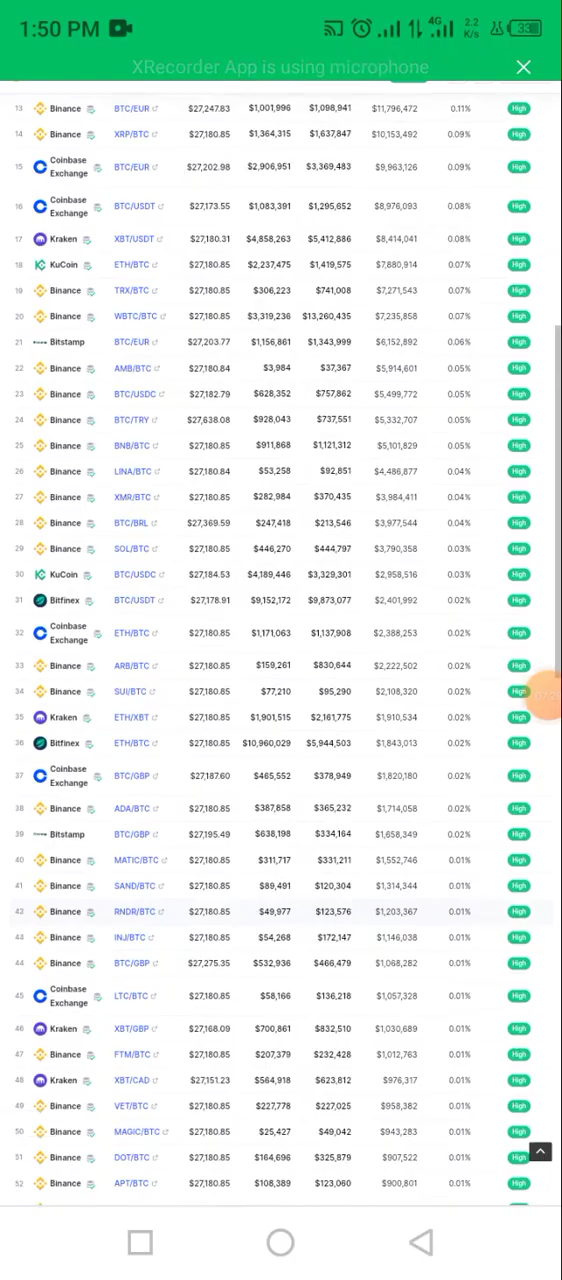 1:50 PM 4G 2.2 K/s 33
XRecorder App is using microphone
13 Binance BTC/EUR $27,247.83 $1,001,996 $1,098,941 $11,796,472 0.11% High
14 Binance XRP/BTC $27,180.85 $1,364,315 $1,637,847 $10,153,492 0.09% High
15 Coinbase Exchange BTC/EUR $27,202.98 $2,906,951 $3,369,483 $9,963,126 0.09% High
16 Coinbase Exchange BTC/USDT $27,173.55 $1,083,391 $1,295,652 $8,976,093 0.08% High
17 Kraken XBT/USDT $27,180.31 $4,858,263 $5,412,886 $8,414,041 0.08% High
18 KuCoin ETH/BTC $27,180.85 $2,237,475 $1,419,575 $7,880,914 0.07% High
19 Binance TRX/BTC $27,180.85 $306,223 $741,008 $7,271,543 0.07% High
20 Binance WBTC/BTC $27,180.85 $3,319,236 $13,260,435 $7,235,858 0.07% High
21 Bitstamp BTC/EUR $27,203.77 $1,156,861 $1,343,999 $6,152,892 0.06% High
22 Binance AMB/BTC $27,180.84 $3,984 $37,367 $5,914,601 0.05% High
23 Binance BTC/USDC $27,182.79 $628,352 $757,862 $5,499,772 0.05% High
24 Binance BTC/TRY $27,638.08 $928,043 $737,551 $5,332,707 0.05% High
25 Binance BNB/BTC $27,180.85 $911,868 $1,121,312 $5,101,829 0.05% High
26 Binance LINA/BTC $27,180.84 $53,258 $92,851 $4,486,877 0.04% High
27 Binance XMR/BTC $27,180.85 $282,984 $370,435 $3,984,411 0.04% High
28 Binance BTC/BRL $27,369.59 $247,418 $213,546 $3,977,544 0.04% High
29 Binance SOL/BTC $27,180.85 $446,270 $444,797 $3,790,358 0.03% High
30 KuCoin BTC/USDC $27,184.53 $4,189,446 $3,329,301 $2,958,516 0.03% High
31 Bitfinex BTC/USDT $27,178.91 $9,152,172 $9,873,077 $2,401,992 0.02% High
32 Coinbase Exchange ETH/BTC $27,180.85 $1,171,063 $1,137,908 $2,388,253 0.02% High
33 Binance ARB/BTC $27,180.85 $159,261 $830,644 $2,222,502 0.02% High
34 Binance SUI/BTC $27,180.85 $77,210 $95,290 $2,108,320 0.02% High
35 Kraken ETH/XBT $27,180.85 $1,901,515 $2,161,775 $1,910,534 0.02% High
36 Bitfinex ETH/BTC $27,180.85 $10,960,029 $5,944,503 $1,843,013 0.02% High
37 Coinbase Exchange BTC/GBP $27,187.60 $465,552 $378,949 $1,820,180 0.02% High
38 Binance ADA/BTC $27,180.85 $387,858 $365,232 $1,714,058 0.02% High
39 Bitstamp BTC/GBP $27,195.49 $638,198 $334,164 $1,658,349 0.02% High
40 Binance MATIC/BTC $27,180.85 $311,717 $331,211 $1,552,746 0.01% High
41 Binance SAND/BTC $27,180.85 $89,491 $120,304 $1,314,344 0.01% High
42 Binance RNDR/BTC $27,180.85 $49,977 $123,576 $1,203,367 0.01% High
Binance INJ/BTC $27,180.85 $54,268 $172,147 $1,146,038 0.01% High
44 Binance BTC/GBP $27,275.35 $532,936 $466,479 $1,068,282 0.01% High
45 Coinbase Exchange LTC/BTC $27,180.85 $58,166 $136,218 $1,057,328 0.01% High
46 Kraken XBT/GBP $27,168.09 $700,861 $832,510 $1,030,689 0.01% High
47 Binance FTM/BTC $27,180.85 $207,379 $232,428 $1,012,763 0.01% High
48 Kraken XBT/CAD $27,151.23 $564,918 $623,812 $976,317 0.01% High
49 Binance VET/BTC $27,180.85 $227,778 $227,025 $958,382 0.01% High
50 Binance MAGIC/BTC $27,180.85 $25,427 $49,042 $943,283 0.01% High
51 Binance DOT/BTC $27,180.85 $164,696 $325,879 $907,522 0.01% High
52 Binance APT/BTC $27,180.85 $108,389 $123,060 $900,801 0.01% High